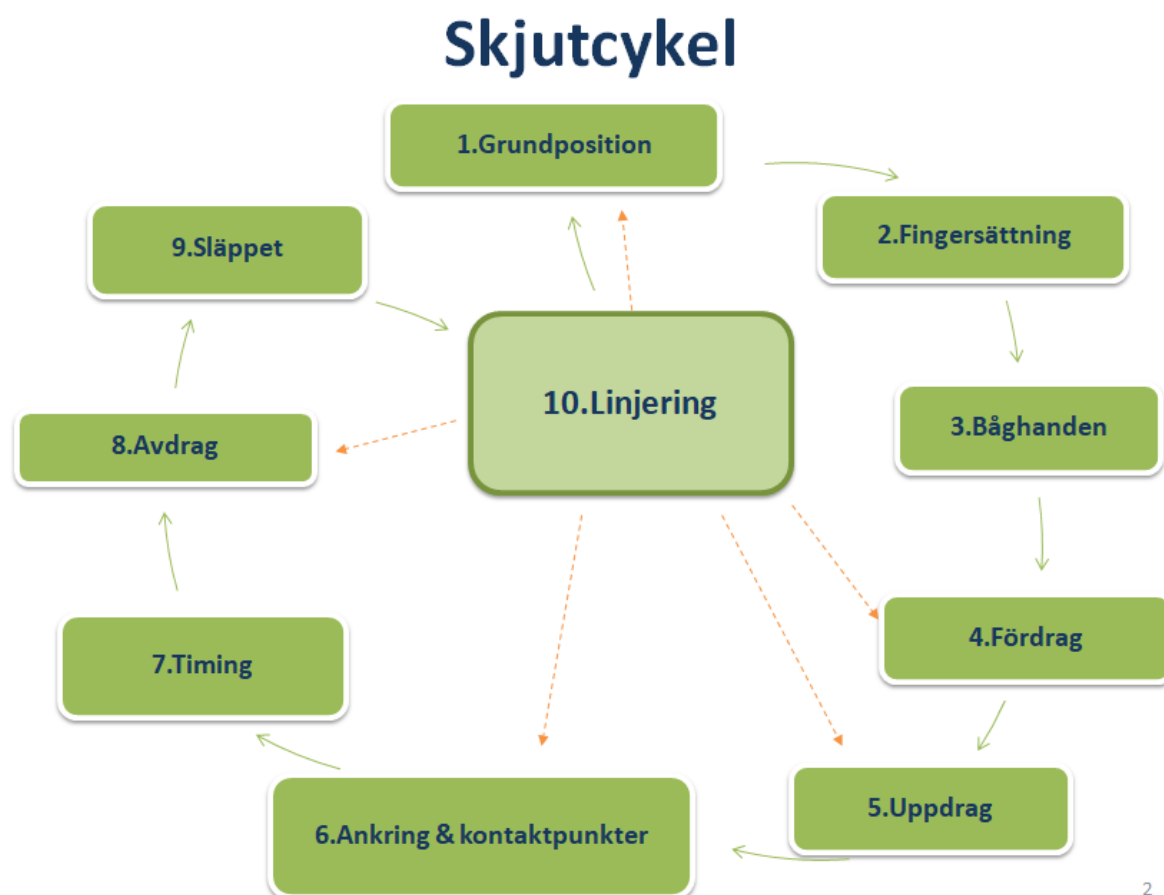 Skjutcykel
1.Grundposition
2.Fingersättning
3.Båghanden
4.Fördrag
5.Uppdrag
6.Ankring & kontaktpunkter
7.Timing
8.Avdrag
9.Släppet
10.Linjering
2